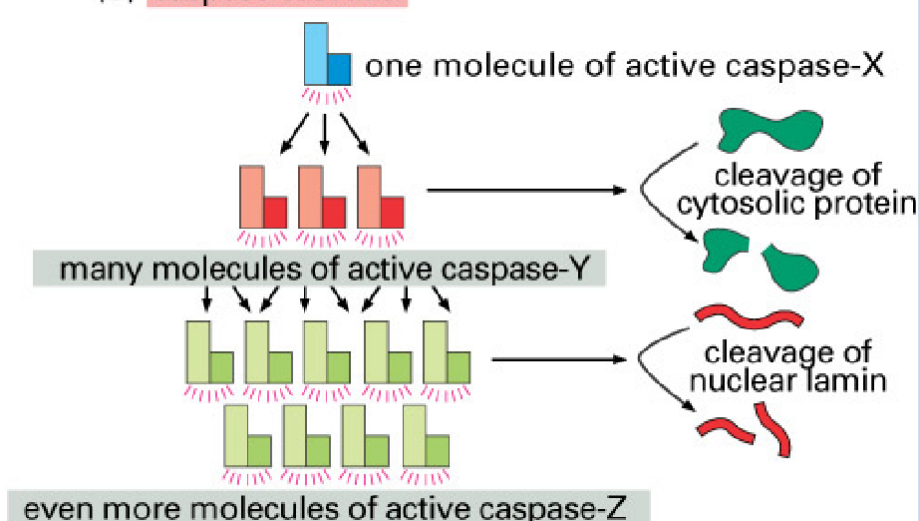 one molecule of active caspase-X
cleavage of
cytosolic protein
many molecules of active caspase-Y
cleavage of
nuclear lamin
even more molecules of active caspase-Z